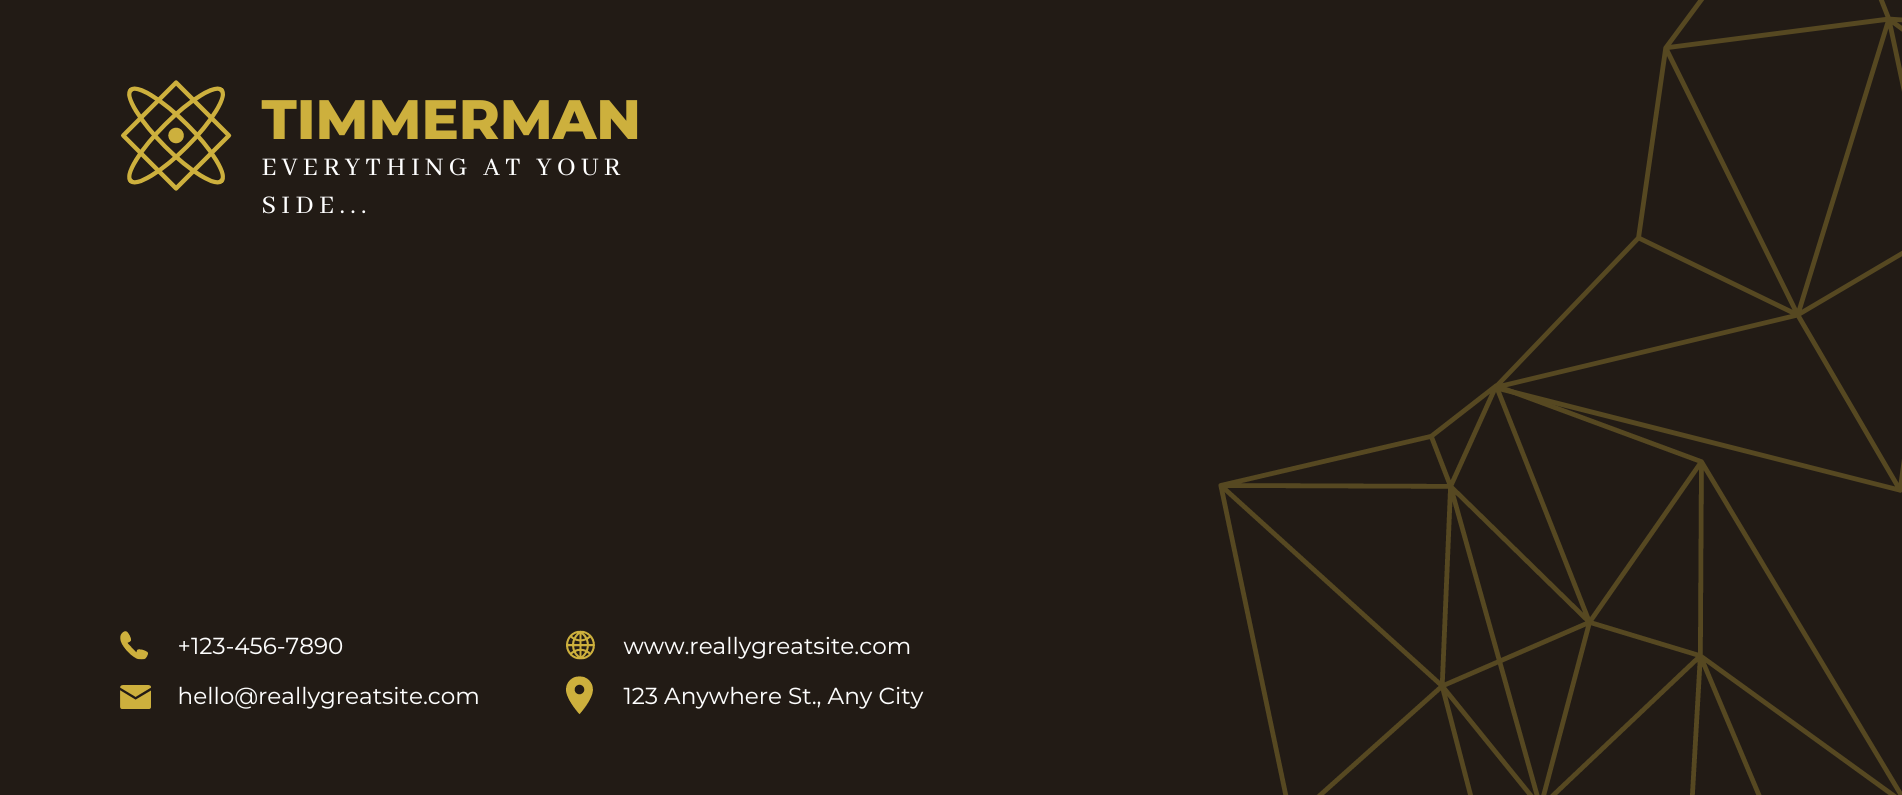 TIMMERMAN
EVERYTHING AT YOUR
SIDE...
+123-456-7890
www.reallygreatsite.com
hello@reallygreatsite.com
123 Anywhere St., Any City